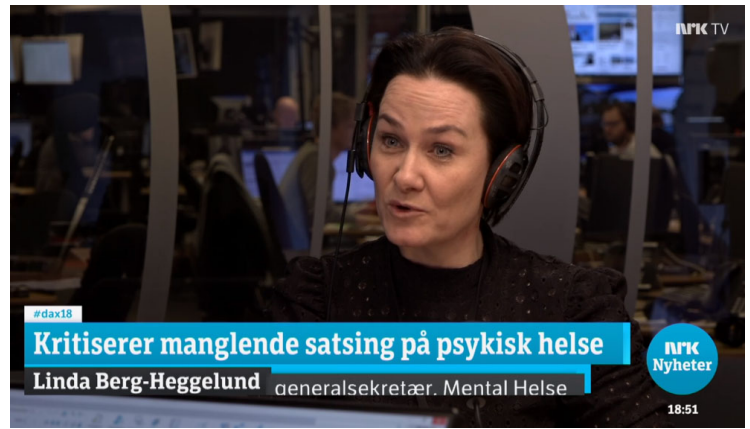 nrk TV
#dax18
Kritiserer manglende satsing på psykisk helse
Linda Berg-Heggelund generalsekretær, Mental Helse
nrk
Nyheter
18:51